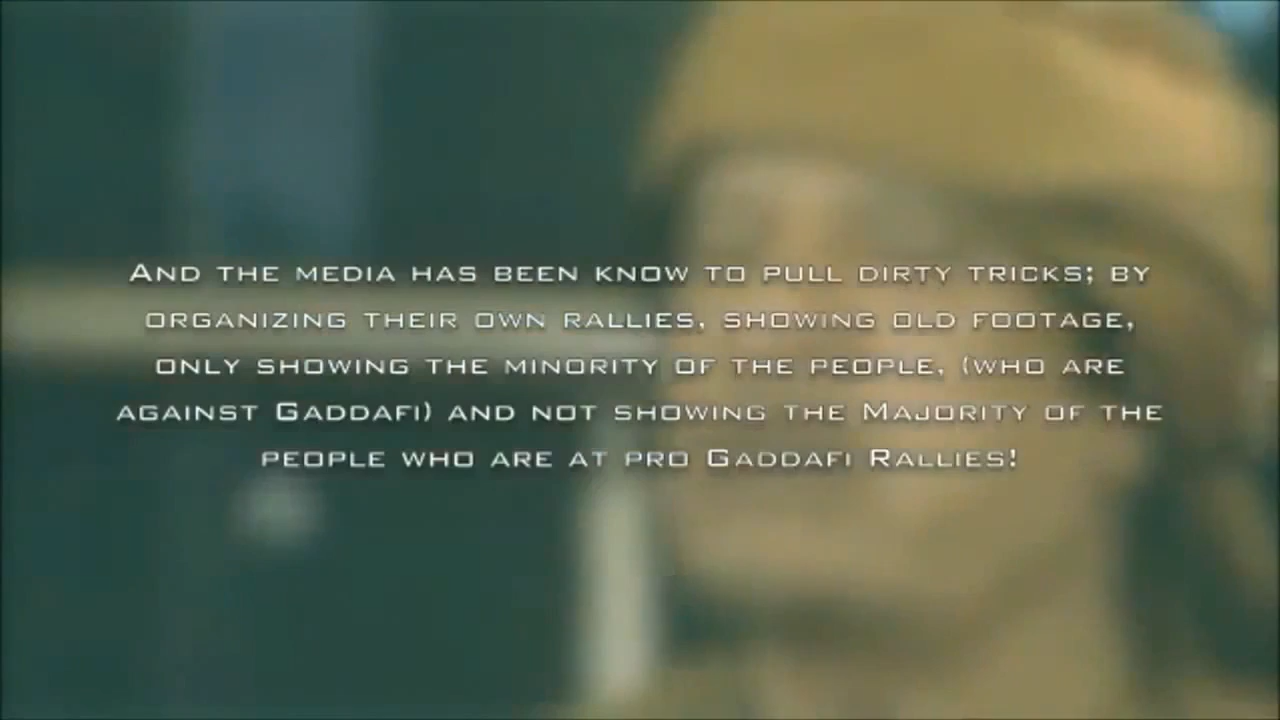 And the media has been know to pull dirty tricks; by
organizing their own rallies, showing old footage,
only showing the minority of the people, (who are
against Gaddafi) and not showing the Majority of the
people who are at pro Gaddafi Rallies!